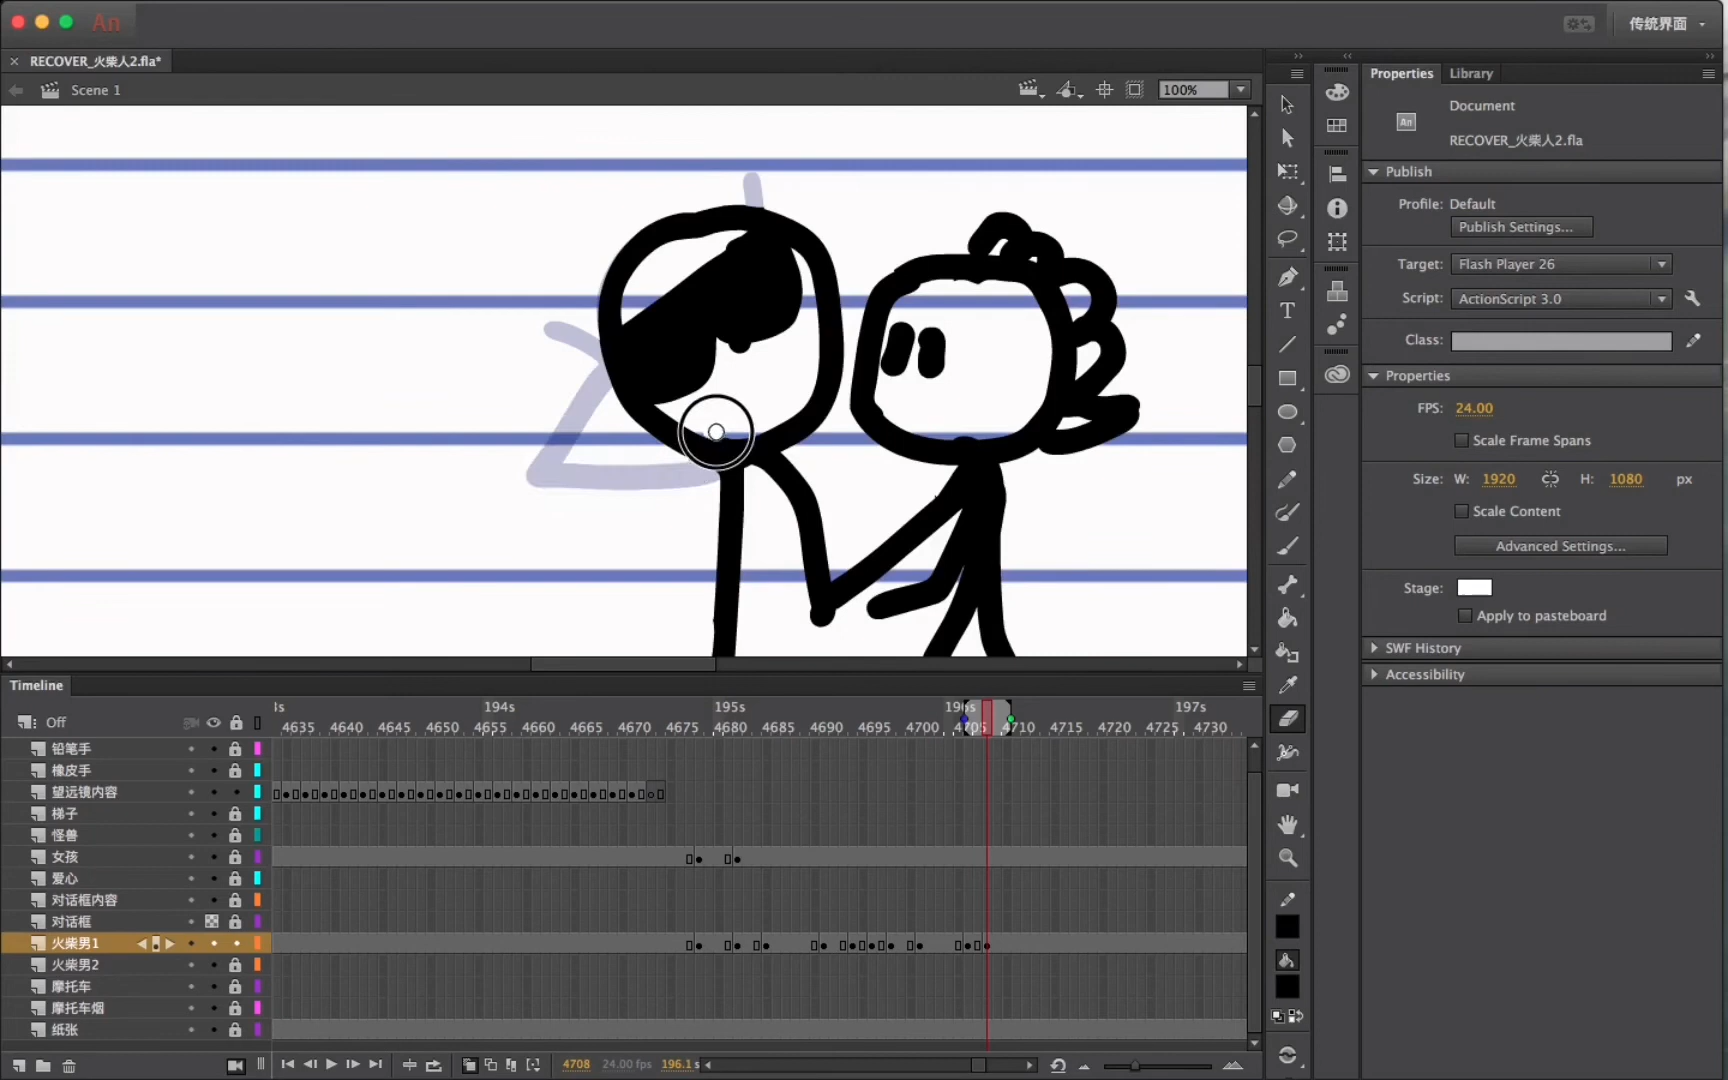 An
传统界面
RECOVER_火柴人2.fla*
Scene 1
100%
Properties
Library
Document
An
RECOVER_火柴人2.fla
Publish
Profile: Default
Publish Settings...
Target: Flash Player 26
Script: ActionScript 3.0
Class:
Properties
FPS: 24.00
Scale Frame Spans
Size: W: 1920 H: 1080 px
Scale Content
Advanced Settings...
Stage:
Apply to pasteboard
SWF History
Accessibility
T
Timeline
Off
194s 195s 196s 197s
4635 4640 4645 4650 4655 4660 4665 4670 4675 4680 4685 4690 4695 4700 4705 4710 4715 4720 4725 4730
铅笔手
橡皮手
望远镜内容
梯子
怪兽
女孩
爱心
对话框内容
对话框
火柴男1
火柴男2
摩托车
摩托车烟
纸张
4708 24.00 fps 196.1 s